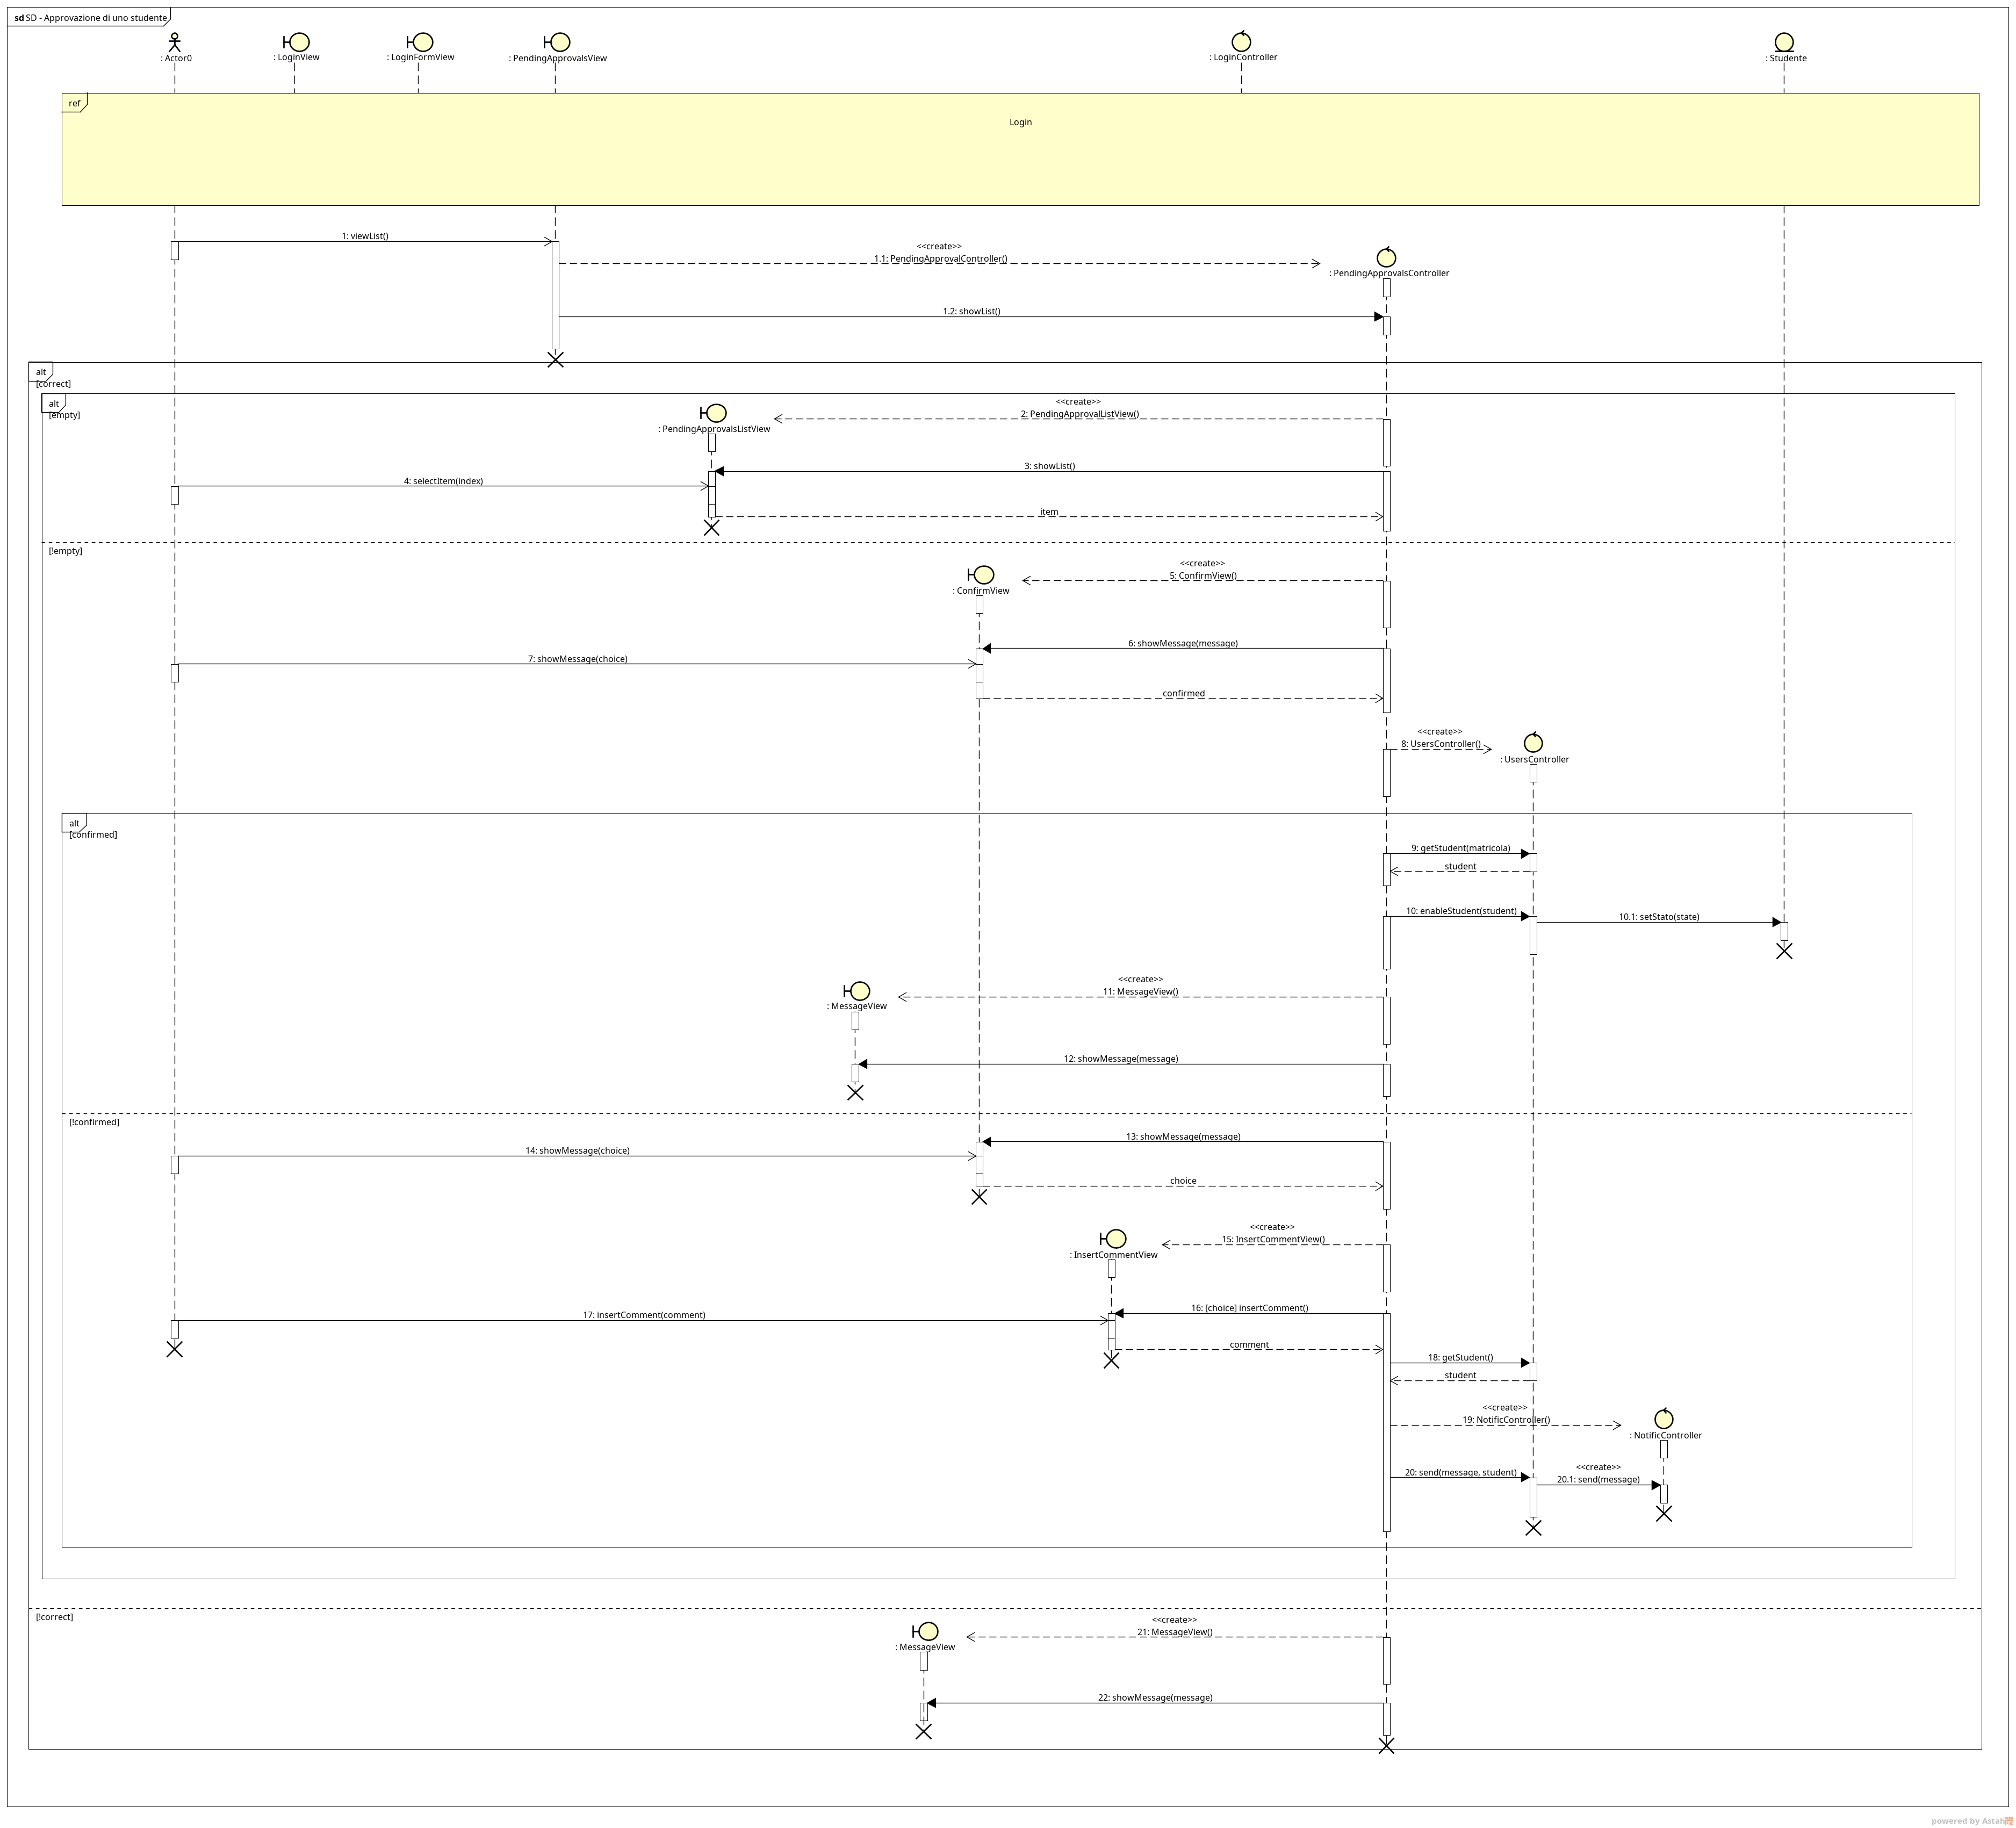 sd SD - Approvazione di uno studente
: Actor0
: LoginView
: LoginFormView
: PendingApprovalsView
: LoginController
: Studente
ref
Login
1: viewList()
<<create>>
1.1: PendingApprovalController()
: PendingApprovalsController
1.2: showList()
alt
[correct]
alt
[empty]
<<create>>
2: PendingApprovalListView()
: PendingApprovalsListView
3: showList()
4: selectItem(index)
item
[!empty]
<<create>>
5: ConfirmView()
: ConfirmView
6: showMessage(message)
7: showMessage(choice)
confirmed
<<create>>
8: UsersController()
: UsersController
alt
[confirmed]
9: getStudent(matricola)
student
10: enableStudent(student)
10.1: setStato(state)
<<create>>
11: MessageView()
: MessageView
12: showMessage(message)
[!confirmed]
13: showMessage(message)
14: showMessage(choice)
choice
<<create>>
15: InsertCommentView()
: InsertCommentView
16: [choice] insertComment()
17: insertComment(comment)
comment
18: getStudent()
student
<<create>>
19: NotificController()
: NotificController
20: send(message, student)
<<create>>
20.1: send(message)
[!correct]
<<create>>
21: MessageView()
: MessageView
22: showMessage(message)
powered by Astah